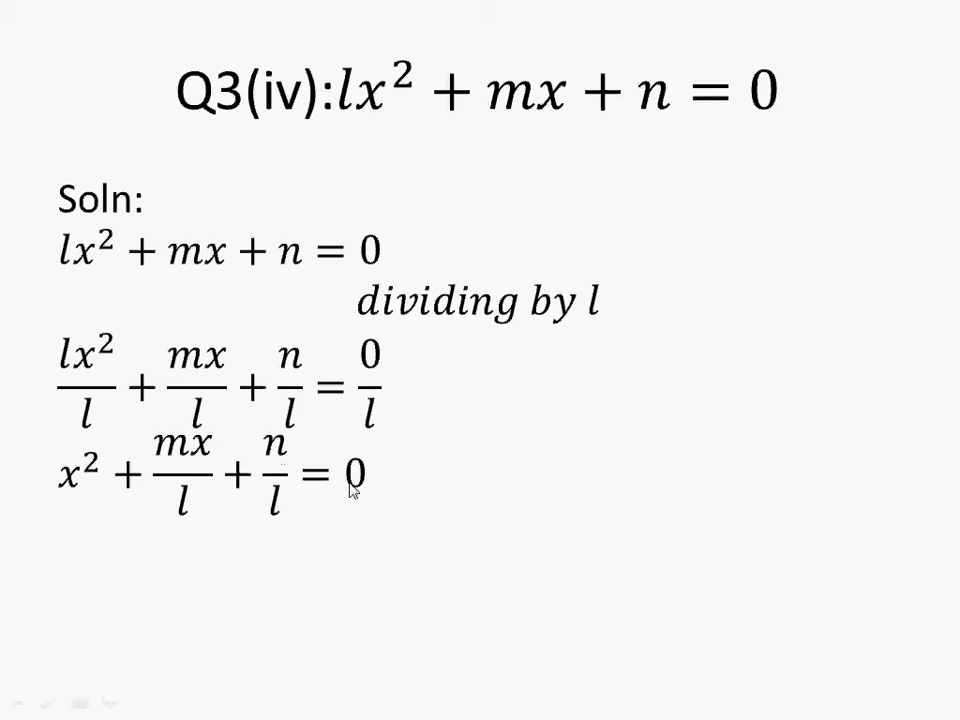 Q3(iv): lx² + mx + n = 0
Soln:
lx² + mx + n = 0
dividing by l
lx²/l + mx/l + n/l = 0/l
x² + mx/l + n/l = 0